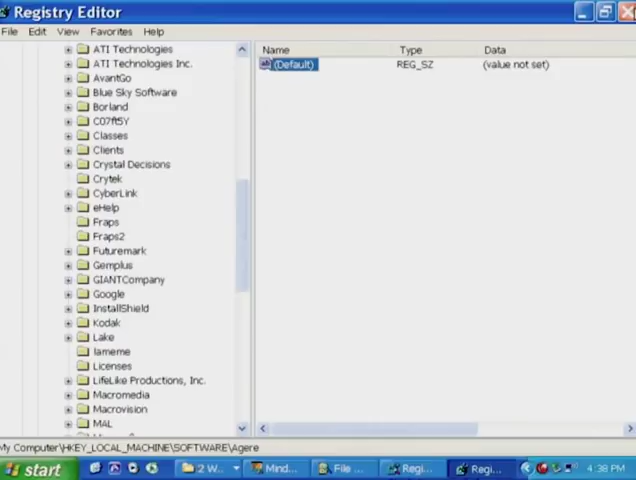 Registry Editor
File Edit View Favorites Help
Name Type Data
(Default) REG_SZ (value not set)
ATI Technologies
ATI Technologies Inc.
AvantGo
Blue Sky Software
Borland
C07ft5Y
Classes
Clients
Crystal Decisions
Crytek
CyberLink
eHelp
Fraps
Fraps2
Futuremark
Gemplus
GIANTCompany
Google
InstallShield
Kodak
Lake
lameme
Licenses
LifeLike Productions, Inc.
Macromedia
Macrovision
MAL
My Computer\HKEY_LOCAL_MACHINE\SOFTWARE\Agere
start 2 W... Mind... File ... Regi... Regi... 4:38 PM